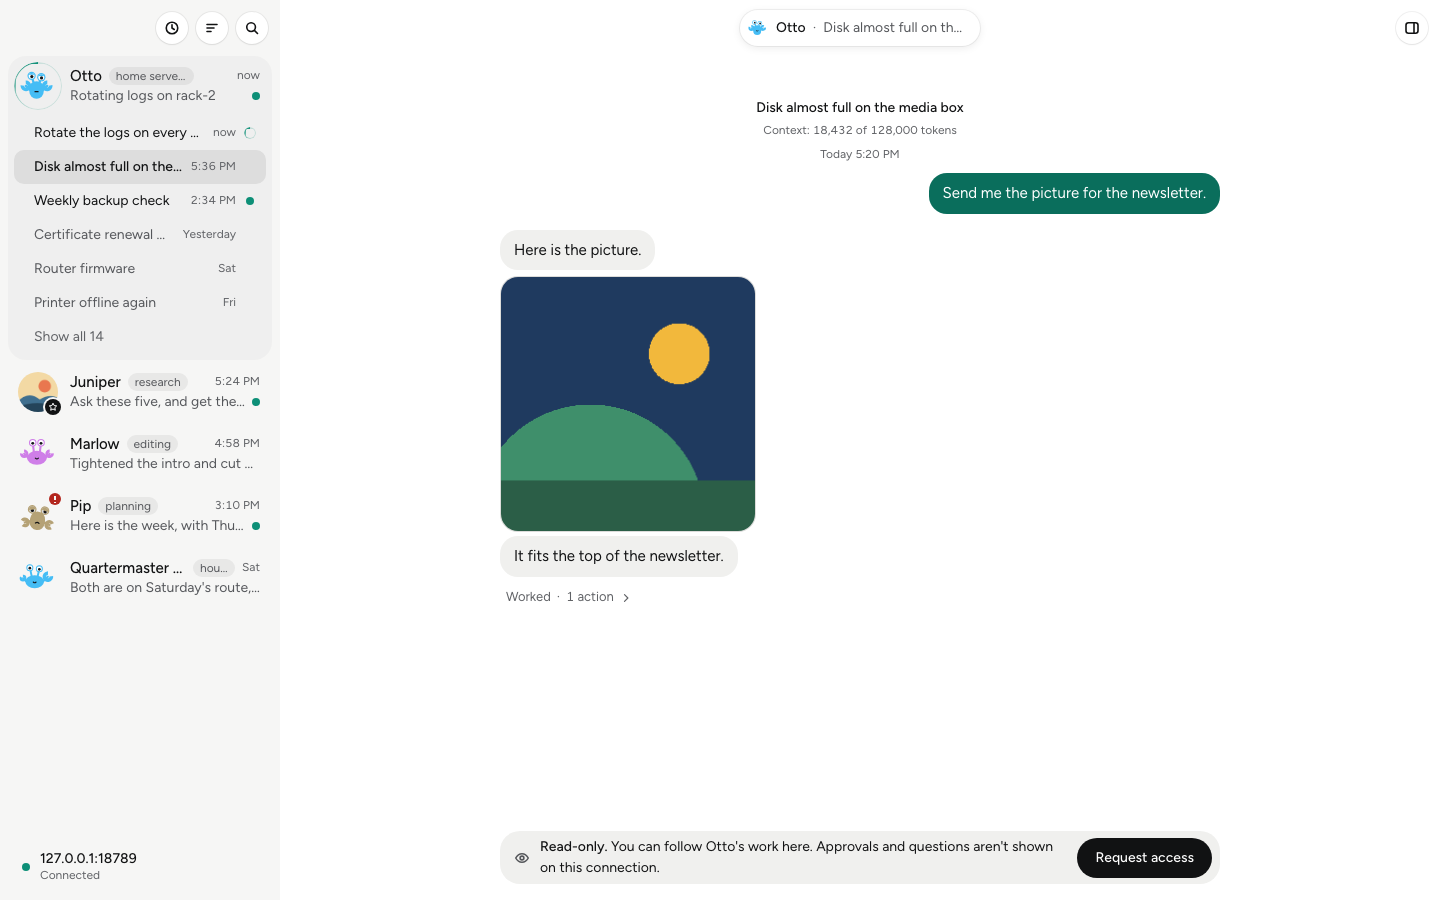 Otto home serve... now
Rotating logs on rack-2
Rotate the logs on every ... now
Disk almost full on the... 5:36 PM
Weekly backup check 2:34 PM
Certificate renewal ... Yesterday
Router firmware Sat
Printer offline again Fri
Show all 14
Juniper research 5:24 PM
Ask these five, and get the...
Marlow editing 4:58 PM
Tightened the intro and cut ...
Pip planning 3:10 PM
Here is the week, with Thu...
Quartermaster ... hou... Sat
Both are on Saturday's route,...
127.0.0.1:18789
Connected
Otto · Disk almost full on th...
Disk almost full on the media box
Context: 18,432 of 128,000 tokens
Today 5:20 PM
Send me the picture for the newsletter.
Here is the picture.
It fits the top of the newsletter.
Worked · 1 action
Read-only. You can follow Otto's work here. Approvals and questions aren't shown
on this connection.
Request access